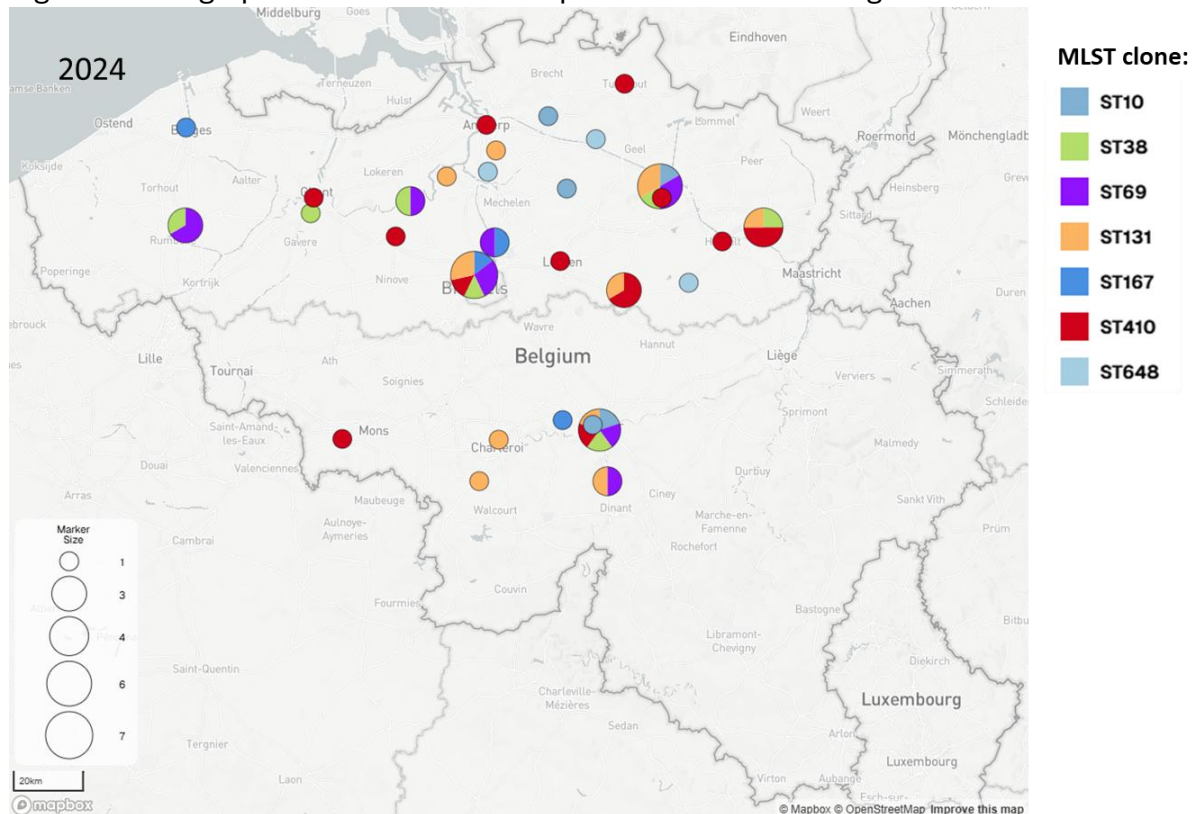 2024
MLST clone:
ST10
ST38
ST69
ST131
ST167
ST410
ST648
Middelburg
Goes
Eindhoven
Terneuzen
Hulst
Brecht
Lommel
Weert
Roermond
Ostend
Geel
Peer
Koksijde
Torhout
Aalter
Lokeren
Heinsberg
Mechelen
Sittard
Gavere
Poperinge
Kortrijk
Ninove
Maastricht
Aachen
Duren
Wavre
Hannut
Lille
Tournai
Ath
Belgium
Liège
Soignies
Verviers
Simmerath
Saint-Amand-
les-Eaux
Mons
Sprimont
Douai
Valenciennes
Malmedy
Durbuy
Arras
Maubeuge
Walcourt
Dinant
Ciney
Sankt Vith
Marche-en-
Famenne
Aulnoye-
Aymeries
Prüm
Cambrai
Rochefort
Couvin
Fourmies
Bastogne
Libramont-
Chevigny
Saint-Quentin
Diekirch
Charleville-
Mézières
Luxembourg
Sedan
Arlon
Tergnier
Luxembourg
Laon
Virton
Aubange
Marker
Size
1
3
4
6
7
20km
mapbox
© Mapbox © OpenStreetMap Improve this map